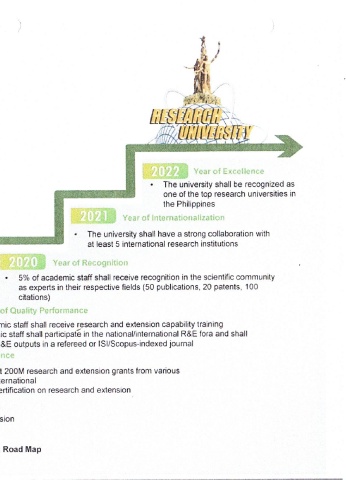 RESEARCH
UNIVERSITY
2022 Year of Excellence
• The university shall be recognized as
one of the top research universities in
the Philippines
2021 Year of Internationalization
• The university shall have a strong collaboration with
at least 5 international research institutions
2020 Year of Recognition
• 5% of academic staff shall receive recognition in the scientific community
as experts in their respective fields (50 publications, 20 patents, 100
citations)
of Quality Performance
mic staff shall receive research and extension capability training
ic staff shall participate in the national/international R&E fora and shall
&E outputs in a refereed or ISI/Scopus-indexed journal
nce
t 200M research and extension grants from various
ernational
ertification on research and extension
sion
Road Map